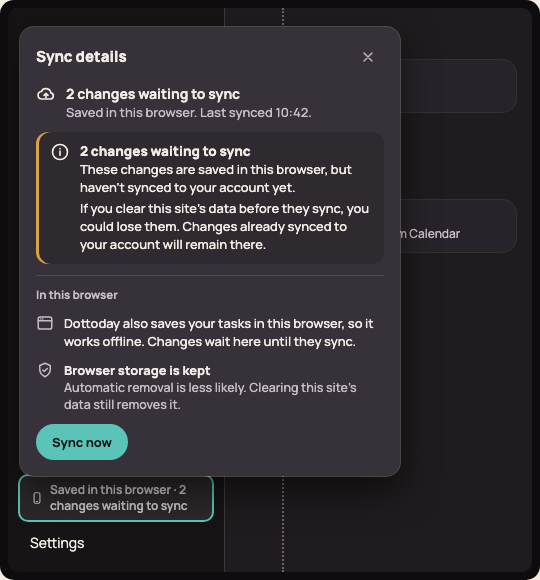 Sync details
2 changes waiting to sync
Saved in this browser. Last synced 10:42.
2 changes waiting to sync
These changes are saved in this browser, but
haven't synced to your account yet.
If you clear this site's data before they sync, you
could lose them. Changes already synced to
your account will remain there.
In this browser
Dottoday also saves your tasks in this browser, so it
works offline. Changes wait here until they sync.
Browser storage is kept
Automatic removal is less likely. Clearing this site's
data still removes it.
Sync now
Calendar
Saved in this browser · 2
changes waiting to sync
Settings